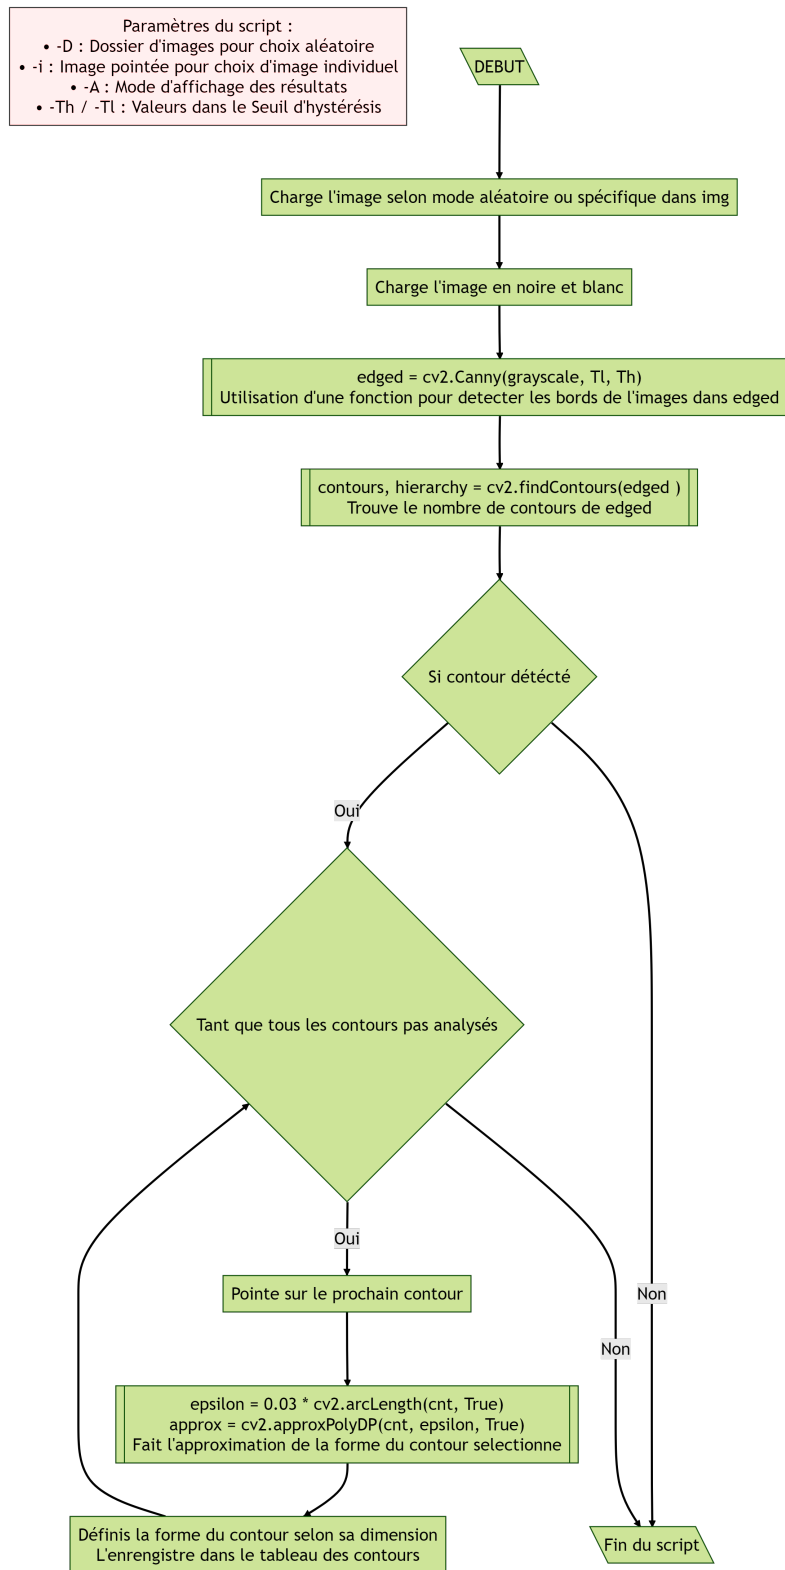 Paramètres du script :
• -D : Dossier d'images pour choix aléatoire
• -i : Image pointée pour choix d'image individuel
• -A : Mode d'affichage des résultats
• -Th / -Tl : Valeurs dans le Seuil d'hystérésis
DEBUT
Charge l'image selon mode aléatoire ou spécifique dans img
Charge l'image en noire et blanc
edged = cv2.Canny(grayscale, Tl, Th)
Utilisation d'une fonction pour detecter les bords de l'images dans edged
contours, hierarchy = cv2.findContours(edged )
Trouve le nombre de contours de edged
Si contour détécté
Oui
Tant que tous les contours pas analysés
Oui
Pointe sur le prochain contour
Non
Non
epsilon = 0.03 * cv2.arcLength(cnt, True)
approx = cv2.approxPolyDP(cnt, epsilon, True)
Fait l'approximation de la forme du contour selectionne
Définis la forme du contour selon sa dimension
L'enrengistre dans le tableau des contours
Fin du script